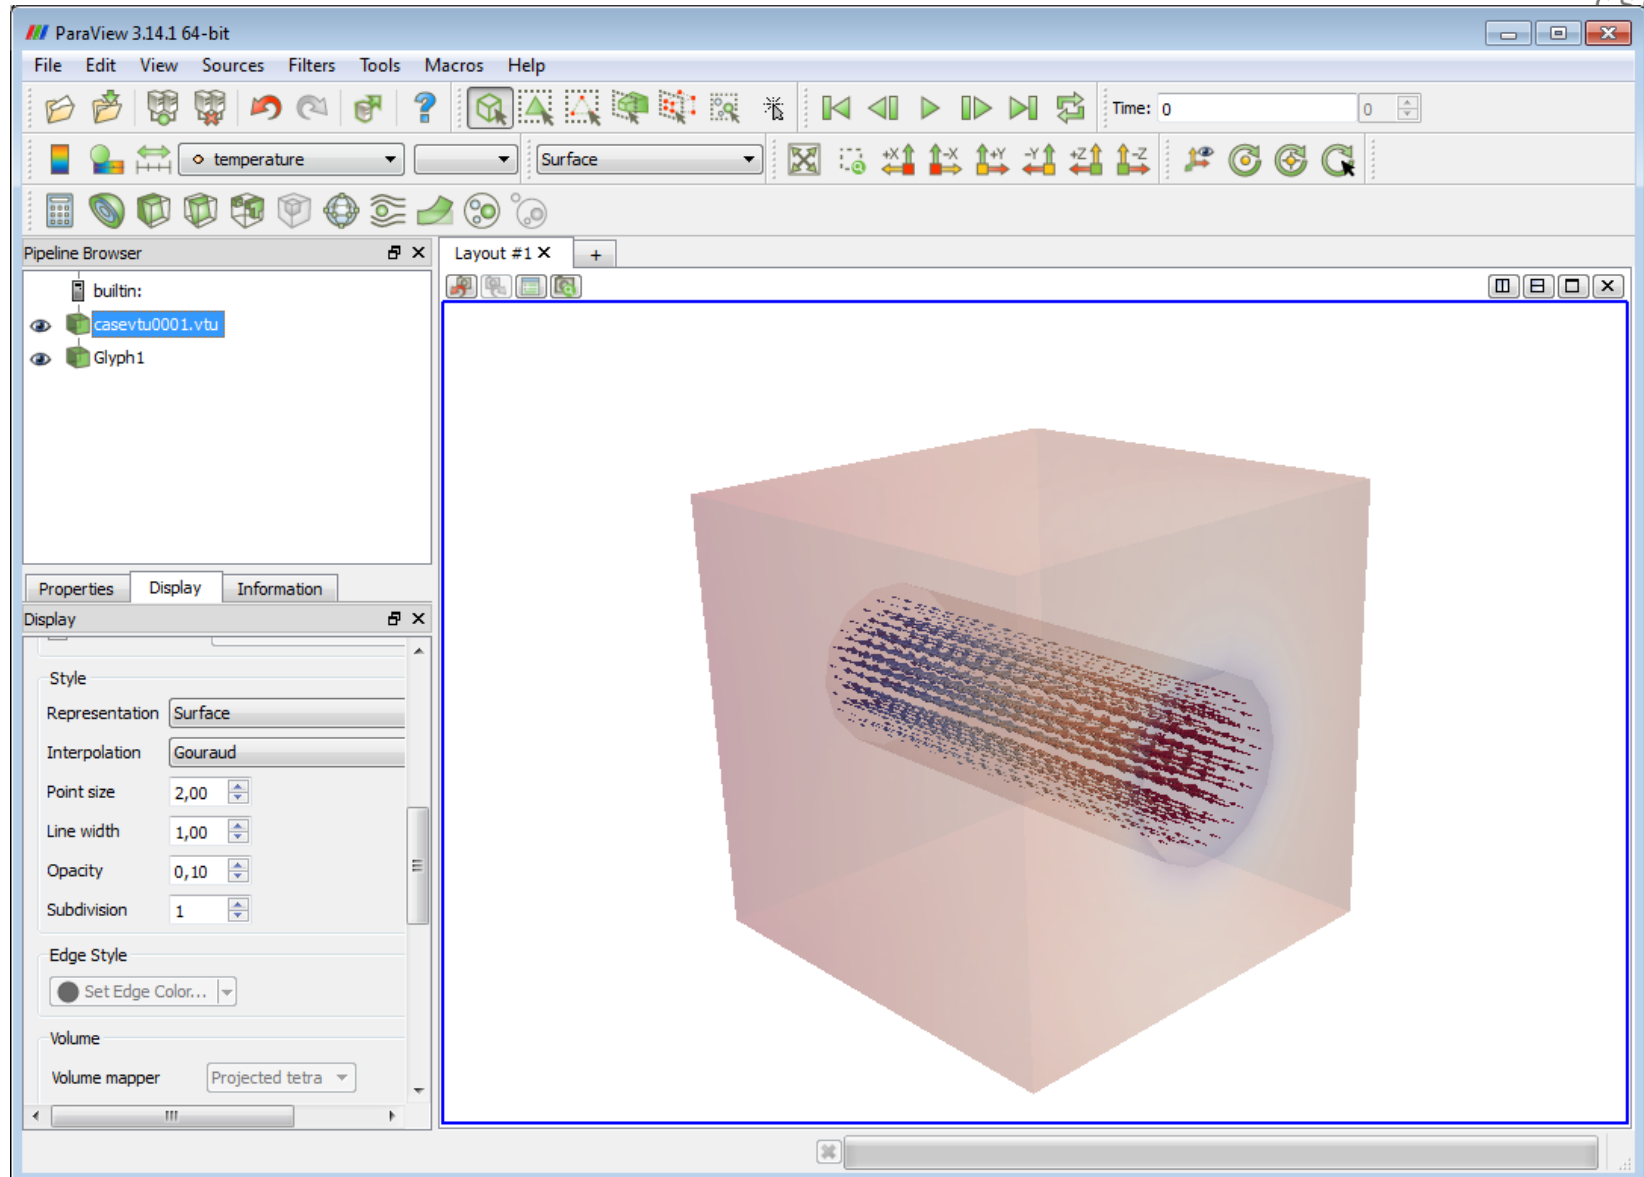 ParaView 3.14.1 64-bit
File Edit View Sources Filters Tools Macros Help
Time: 0 0
temperature Surface +X -X +Y -Y +Z -Z
Pipeline Browser
Layout #1 +
builtin:
casevtu0001.vtu
Glyph1
Properties Display Information
Display
Style
Representation Surface
Interpolation Gouraud
Point size 2,00
Line width 1,00
Opacity 0,10
Subdivision 1
Edge Style
Set Edge Color...
Volume
Volume mapper Projected tetra